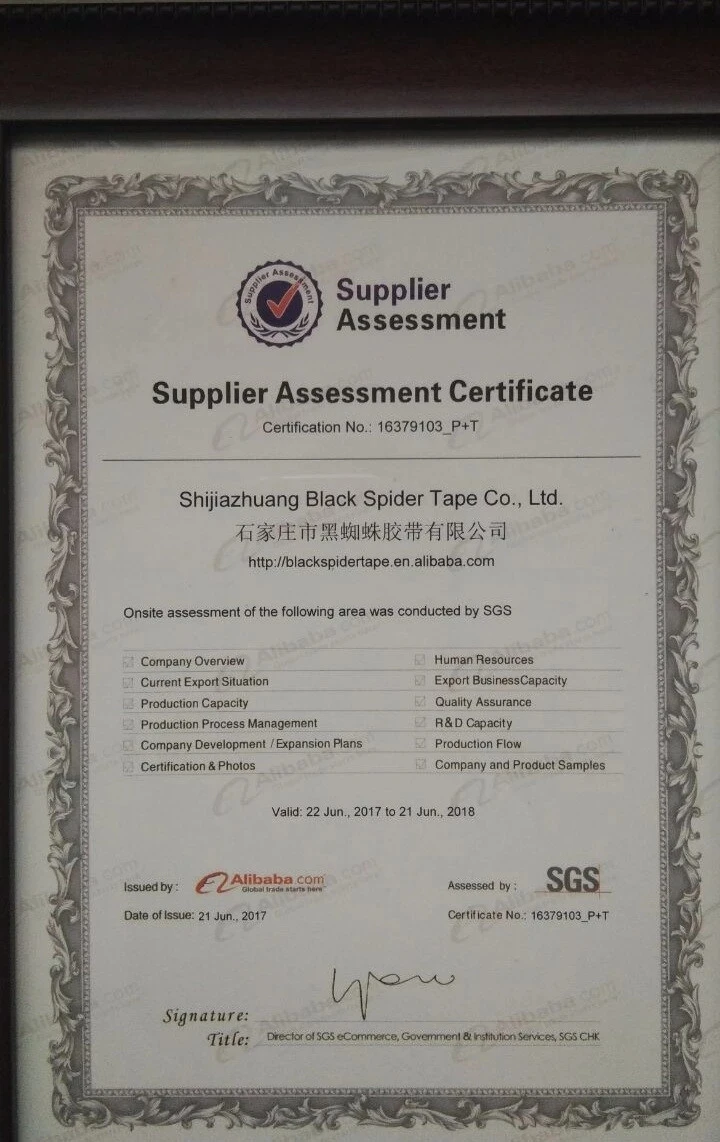 Supplier Assessment
Supplier
Assessment
Supplier Assessment Certificate
Certification No.: 16379103_P+T
Shijiazhuang Black Spider Tape Co., Ltd.
石家庄市黑蜘蛛胶带有限公司
http://blackspidertape.en.alibaba.com
Onsite assessment of the following area was conducted by SGS
Company Overview Human Resources
Current Export Situation Export BusinessCapacity
Production Capacity Quality Assurance
Production Process Management R&D Capacity
Company Development / Expansion Plans Production Flow
Certification & Photos Company and Product Samples
Valid: 22 Jun., 2017 to 21 Jun., 2018
Issued by: Alibaba.com Assessed by: SGS
Global trade starts here
Date of Issue: 21 Jun., 2017 Certificate No.: 16379103_P+T
Signature:
Title: Director of SGS eCommerce, Government & Institution Services, SGS CHK